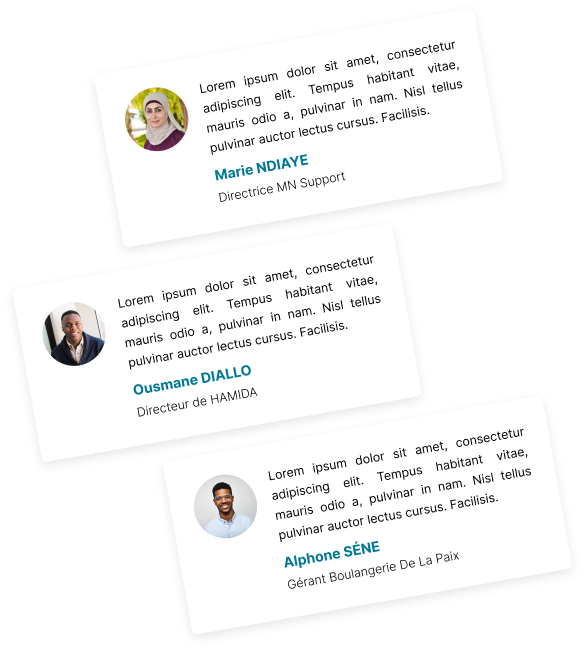 Lorem ipsum dolor sit amet, consectetur
adipiscing elit. Tempus habitant vitae,
mauris odio a, pulvinar in nam. Nisl tellus
pulvinar auctor lectus cursus. Facilisis.
Marie NDIAYE
Directrice MN Support
Lorem ipsum dolor sit amet, consectetur
adipiscing elit. Tempus habitant vitae,
mauris odio a, pulvinar in nam. Nisl tellus
pulvinar auctor lectus cursus. Facilisis.
Ousmane DIALLO
Directeur de HAMIDA
Lorem ipsum dolor sit amet, consectetur
adipiscing elit. Tempus habitant vitae,
mauris odio a, pulvinar in nam. Nisl tellus
pulvinar auctor lectus cursus. Facilisis.
Alphone SÉNE
Gérant Boulangerie De La Paix